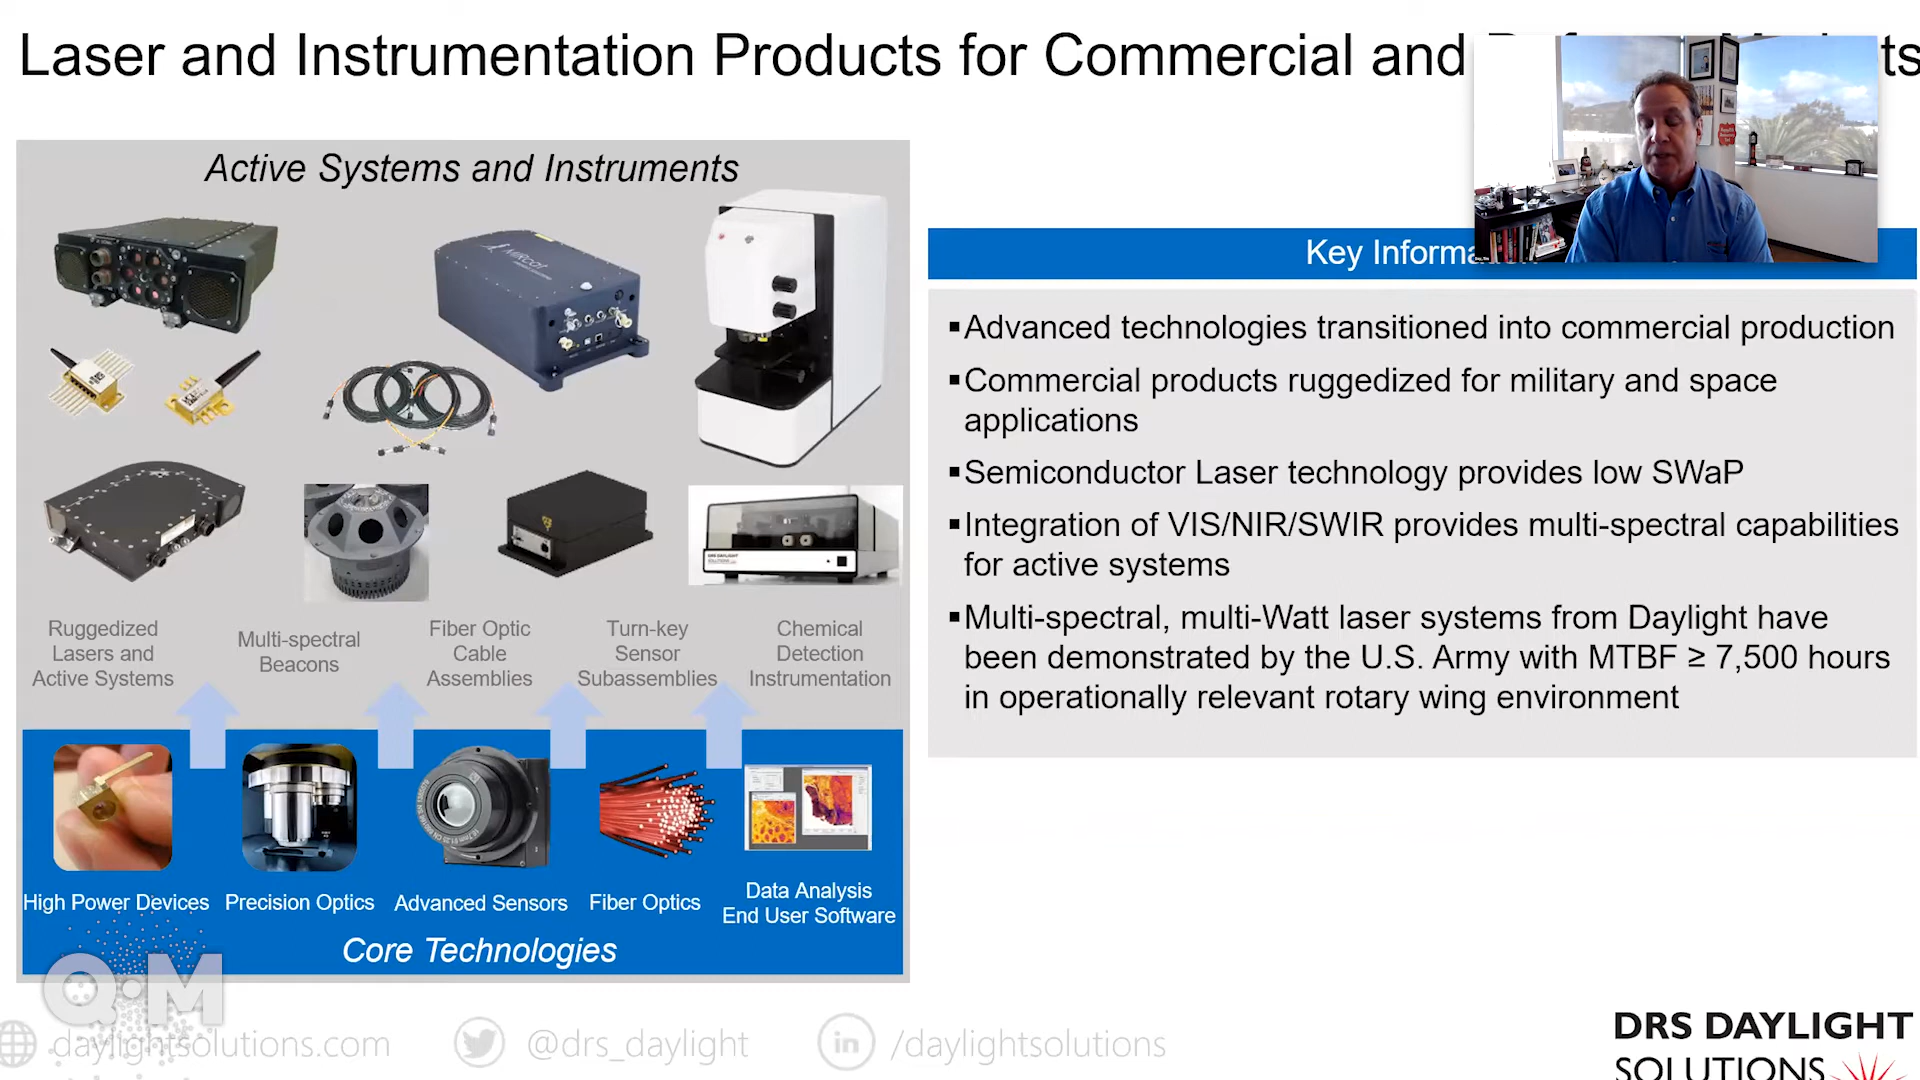 Laser and Instrumentation Products for Commercial and
Active Systems and Instruments
MIRcat
DRS DAYLIGHT
SOLUTIONS
Ruggedized
Lasers and
Active Systems
Multi-spectral
Beacons
Fiber Optic
Cable
Assemblies
Turn-key
Sensor
Subassemblies
Chemical
Detection
Instrumentation
High Power Devices
Precision Optics
Advanced Sensors
Fiber Optics
Data Analysis
End User Software
Core Technologies
Key Informa
▪Advanced technologies transitioned into commercial production
▪Commercial products ruggedized for military and space
applications
▪Semiconductor Laser technology provides low SWaP
▪Integration of VIS/NIR/SWIR provides multi-spectral capabilities
for active systems
▪Multi-spectral, multi-Watt laser systems from Daylight have
been demonstrated by the U.S. Army with MTBF ≥ 7,500 hours
in operationally relevant rotary wing environment
Q·M
daylightsolutions.com
@drs_daylight
in /daylightsolutions
DRS DAYLIGHT
SOLUTIONS